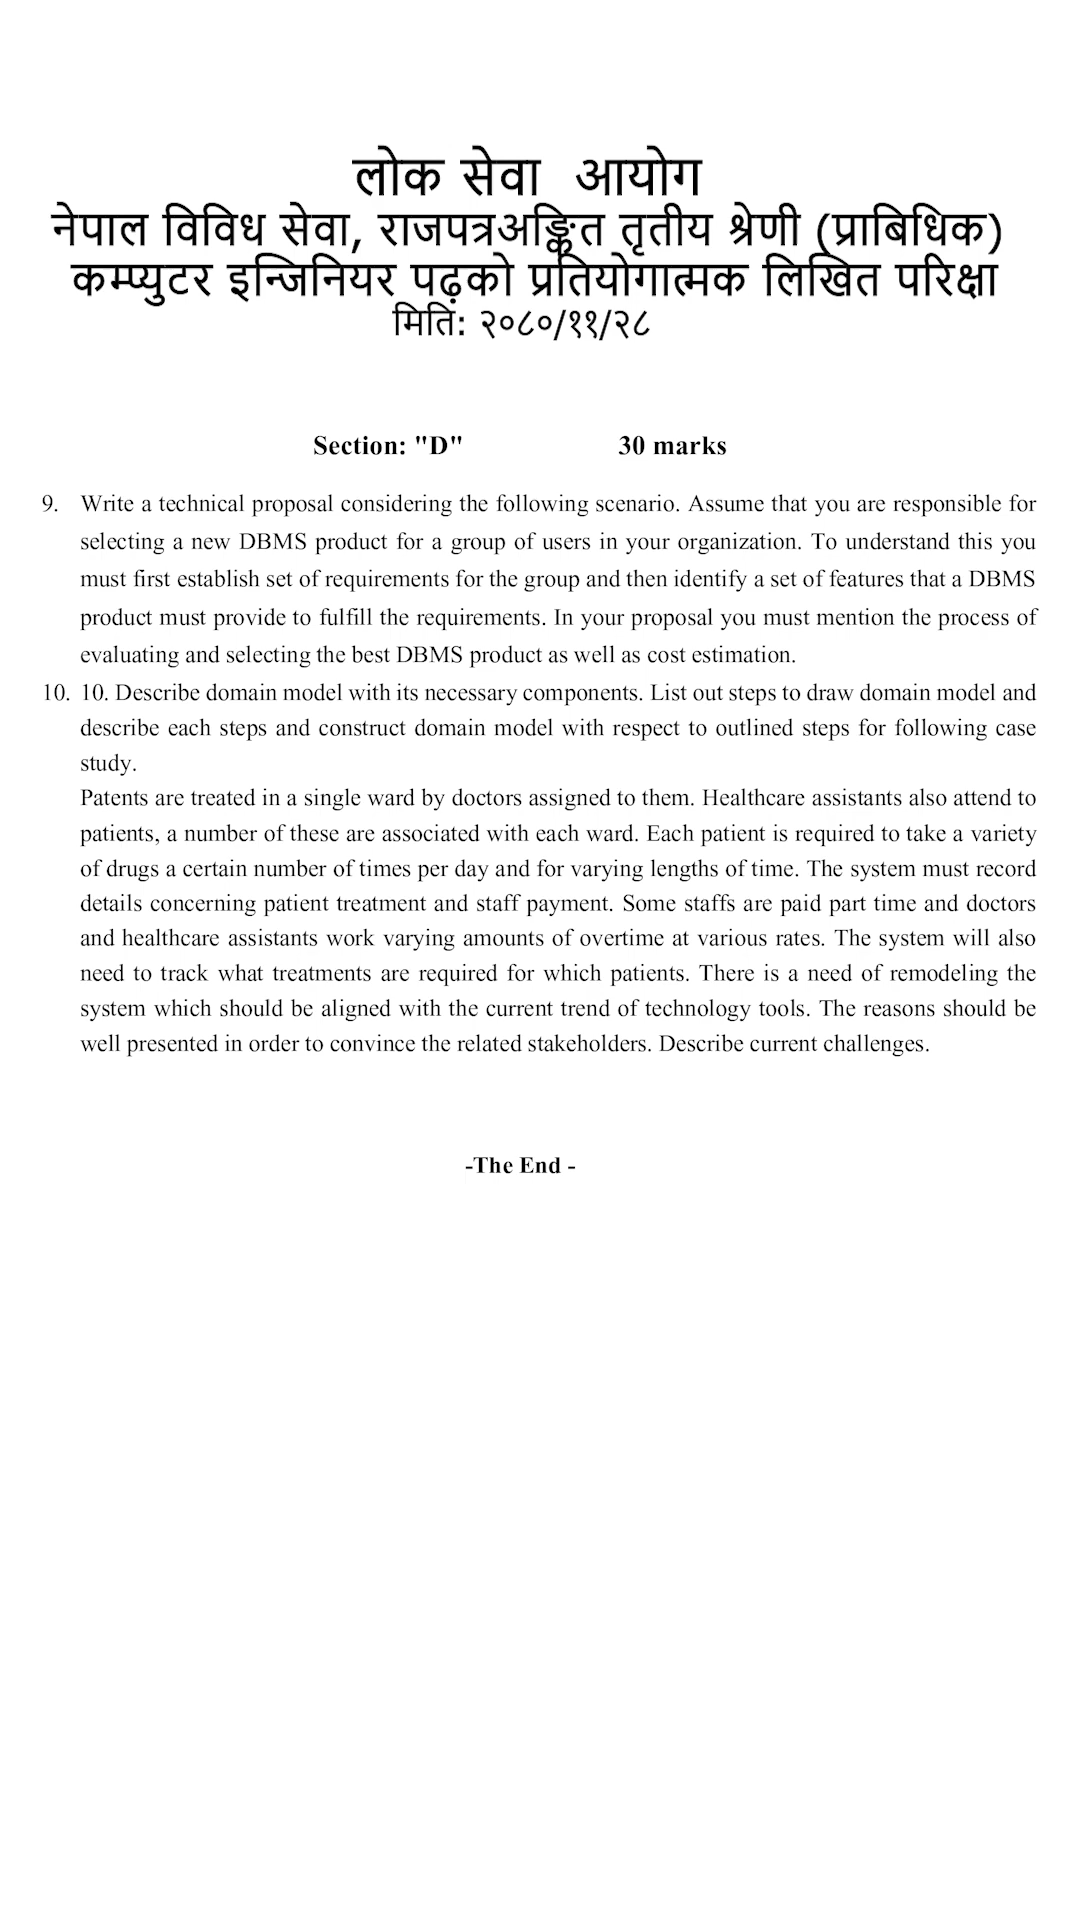 लोक सेवा आयोग
नेपाल विविध सेवा, राजपत्रअङ्कित तृतीय श्रेणी (प्राबिधिक)
कम्प्युटर इन्जिनियर पढ़को प्रतियोगात्मक लिखित परिक्षा
मिति: २०८०/११/२८
Section: "D" 30 marks
9. Write a technical proposal considering the following scenario. Assume that you are responsible for
selecting a new DBMS product for a group of users in your organization. To understand this you
must first establish set of requirements for the group and then identify a set of features that a DBMS
product must provide to fulfill the requirements. In your proposal you must mention the process of
evaluating and selecting the best DBMS product as well as cost estimation.
10. 10. Describe domain model with its necessary components. List out steps to draw domain model and
describe each steps and construct domain model with respect to outlined steps for following case
study.
Patents are treated in a single ward by doctors assigned to them. Healthcare assistants also attend to
patients, a number of these are associated with each ward. Each patient is required to take a variety
of drugs a certain number of times per day and for varying lengths of time. The system must record
details concerning patient treatment and staff payment. Some staffs are paid part time and doctors
and healthcare assistants work varying amounts of overtime at various rates. The system will also
need to track what treatments are required for which patients. There is a need of remodeling the
system which should be aligned with the current trend of technology tools. The reasons should be
well presented in order to convince the related stakeholders. Describe current challenges.
-The End -